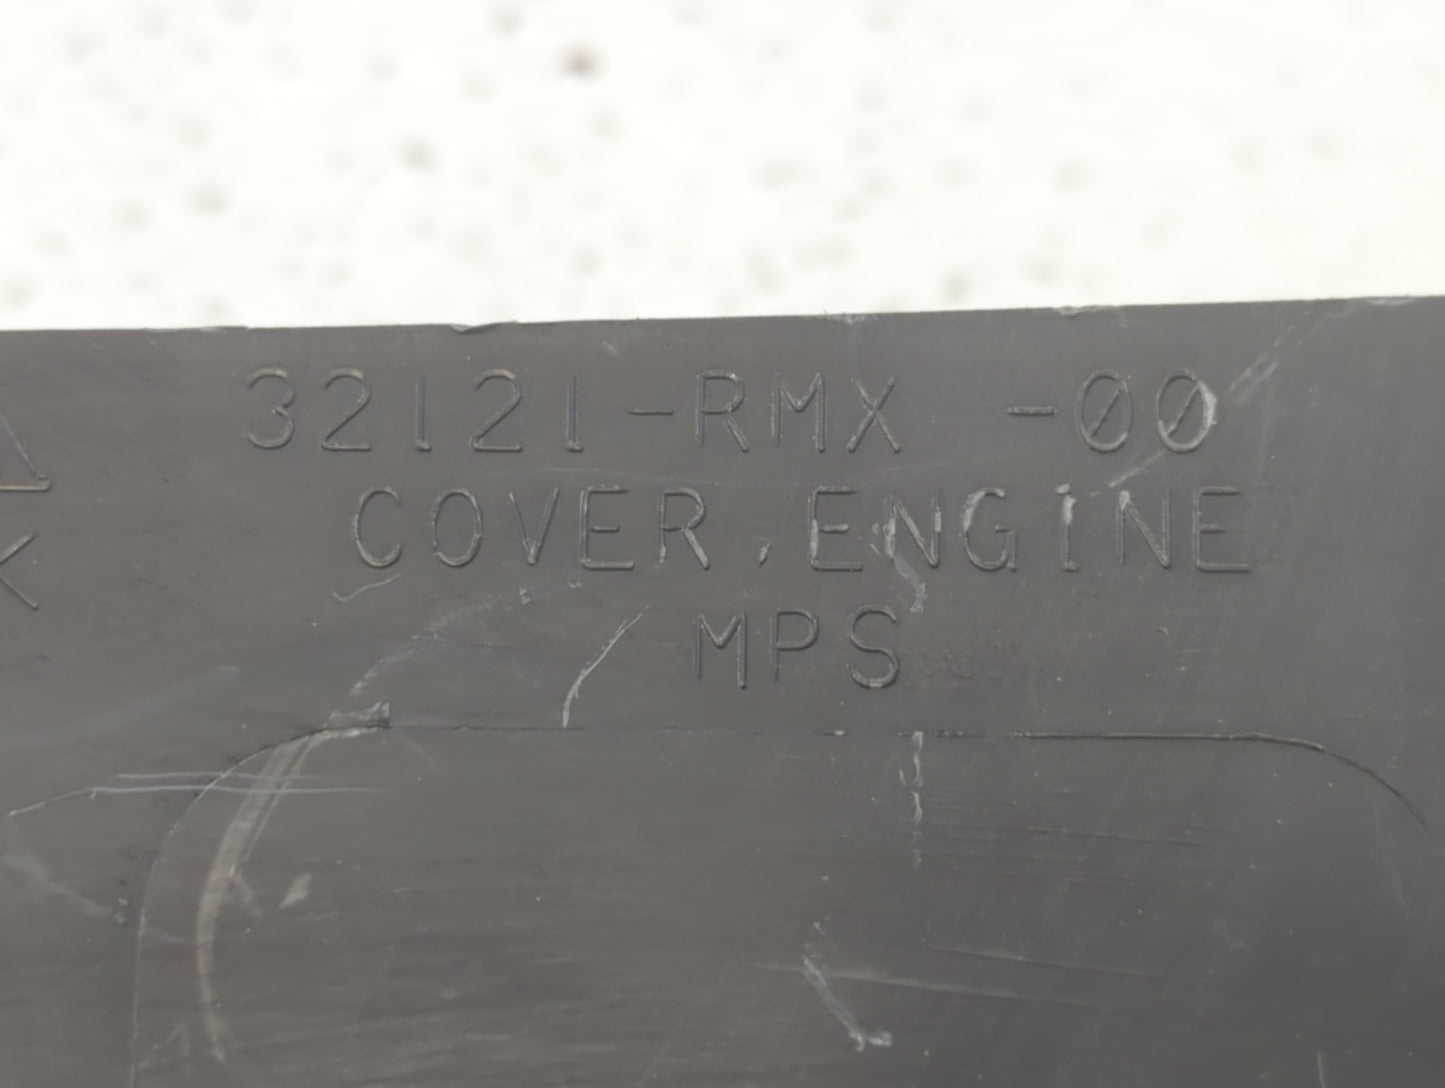 32121-RMX -00
COVER,ENGINE
MPS